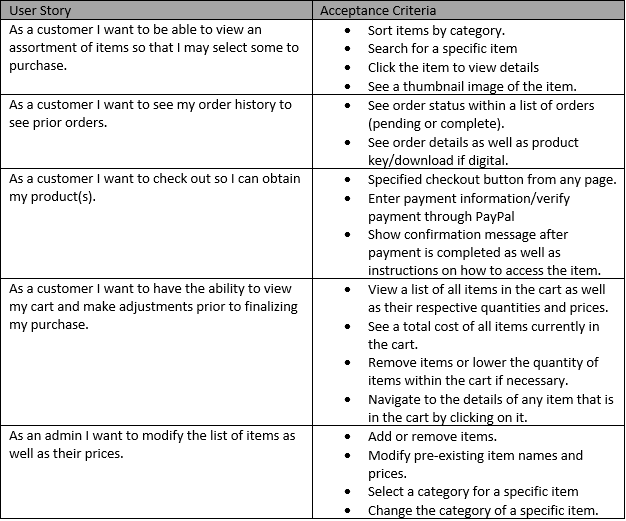 User Story
Acceptance Criteria
As a customer I want to be able to view an
assortment of items so that I may select some to
purchase.
• Sort items by category.
• Search for a specific item
• Click the item to view details
• See a thumbnail image of the item.
As a customer I want to see my order history to
see prior orders.
• See order status within a list of orders
(pending or complete).
• See order details as well as product
key/download if digital.
As a customer I want to check out so I can obtain
my product(s).
• Specified checkout button from any page.
• Enter payment information/verify
payment through PayPal
• Show confirmation message after
payment is completed as well as
instructions on how to access the item.
As a customer I want to have the ability to view
my cart and make adjustments prior to finalizing
my purchase.
• View a list of all items in the cart as well
as their respective quantities and prices.
• See a total cost of all items currently in
the cart.
• Remove items or lower the quantity of
items within the cart if necessary.
• Navigate to the details of any item that is
in the cart by clicking on it.
As an admin I want to modify the list of items as
well as their prices.
• Add or remove items.
• Modify pre-existing item names and
prices.
• Select a category for a specific item
• Change the category of a specific item.